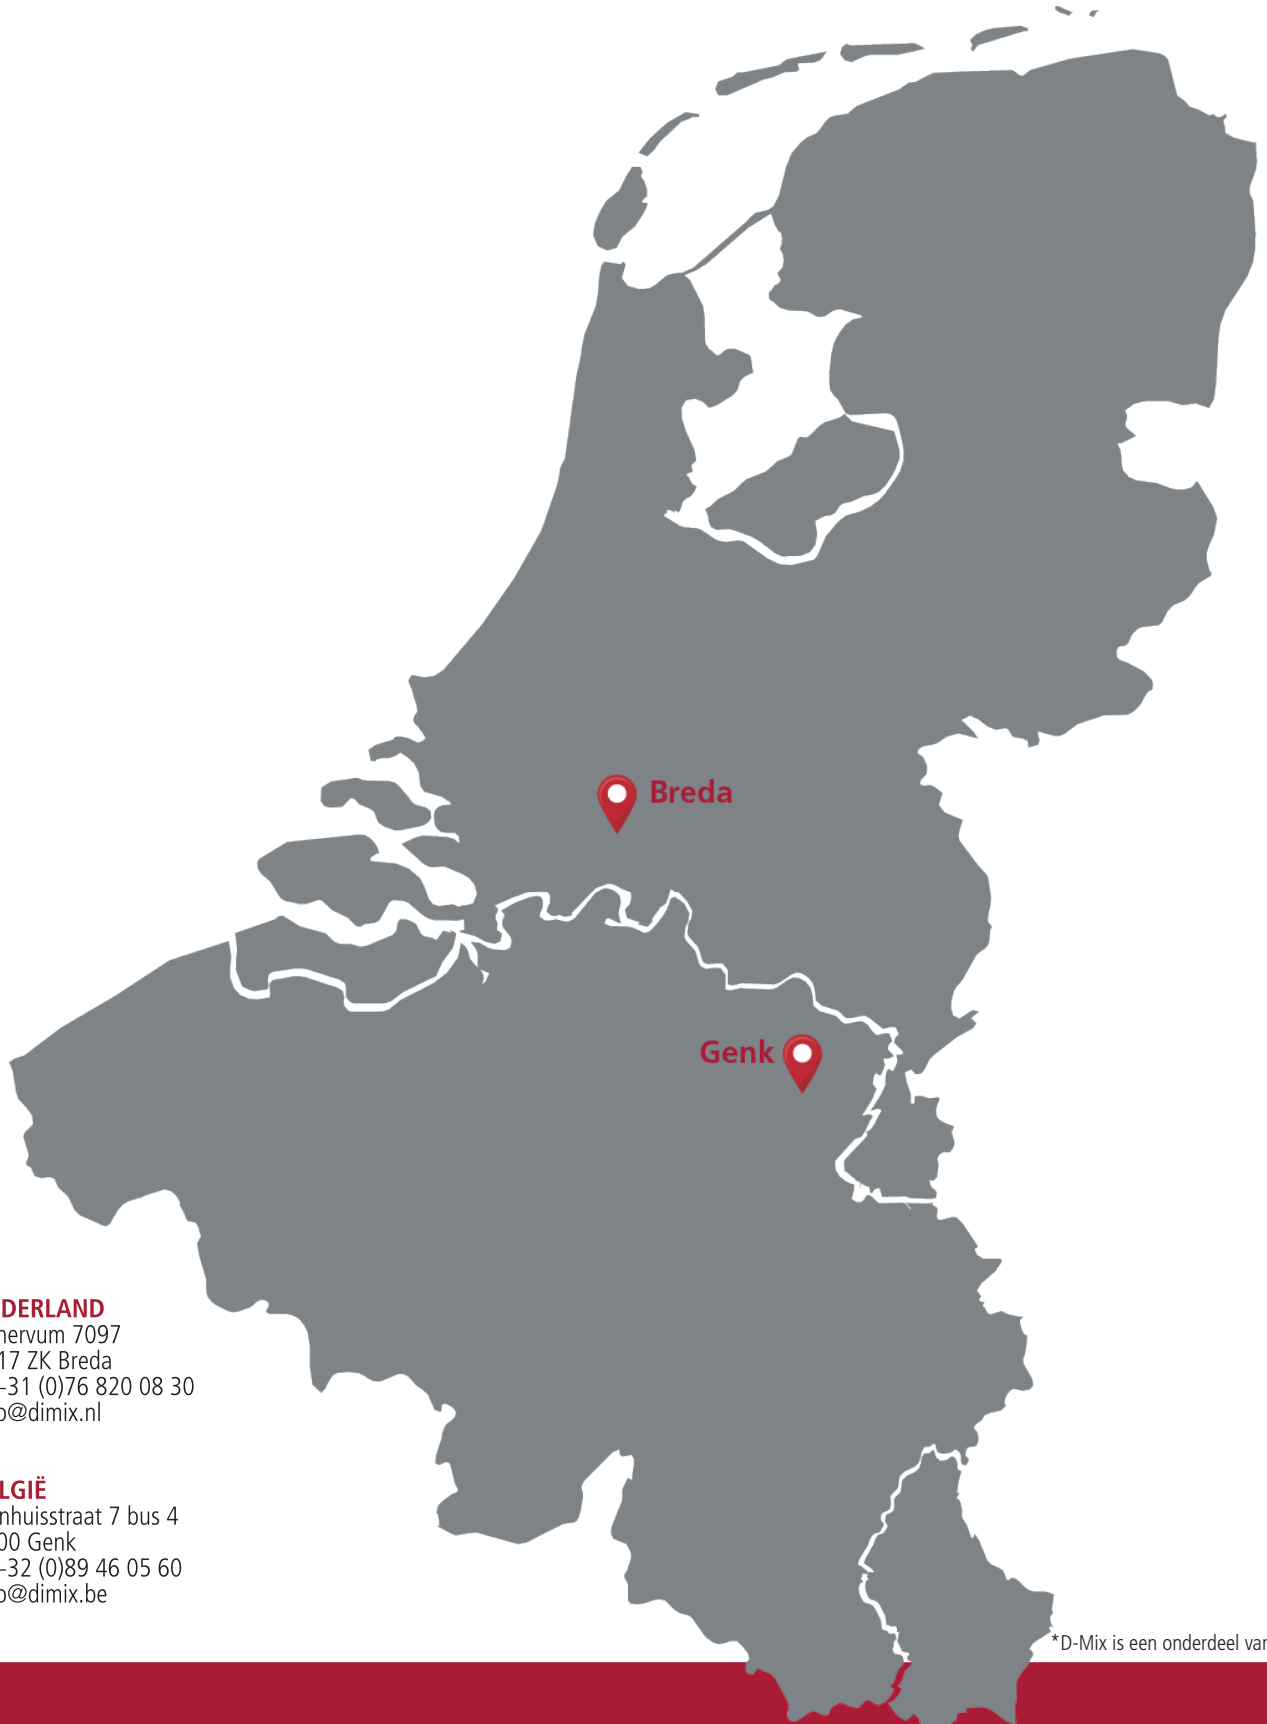 Breda
Genk
DERLAND
nervum 7097
17 ZK Breda
-31 (0)76 820 08 30
o@dimix.nl
LGIË
nhuisstraat 7 bus 4
00 Genk
-32 (0)89 46 05 60
o@dimix.be
*D-Mix is een onderdeel van